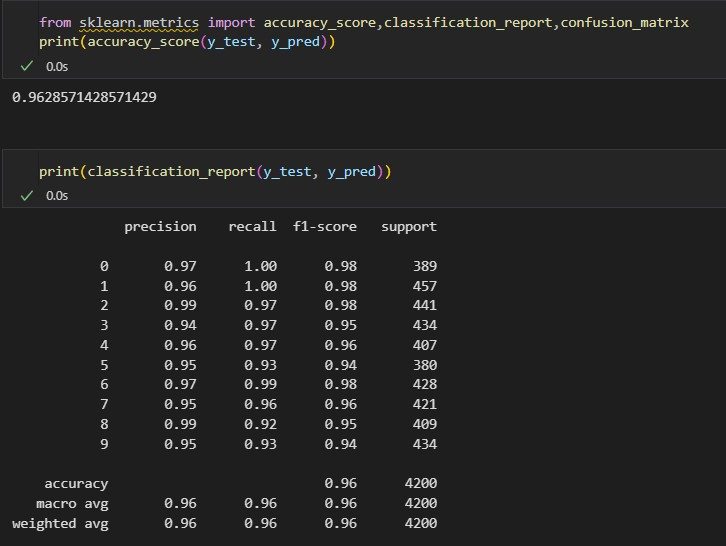 from sklearn.metrics import accuracy_score,classification_report,confusion_matrix
print(accuracy_score(y_test, y_pred))
0.0s
0.9628571428571429
print(classification_report(y_test, y_pred))
0.0s
precision recall f1-score support
0 0.97 1.00 0.98 389
1 0.96 1.00 0.98 457
2 0.99 0.97 0.98 441
3 0.94 0.97 0.95 434
4 0.96 0.97 0.96 407
5 0.95 0.93 0.94 380
6 0.97 0.99 0.98 428
7 0.95 0.96 0.96 421
8 0.99 0.92 0.95 409
9 0.95 0.93 0.94 434
accuracy 0.96 4200
macro avg 0.96 0.96 0.96 4200
weighted avg 0.96 0.96 0.96 4200